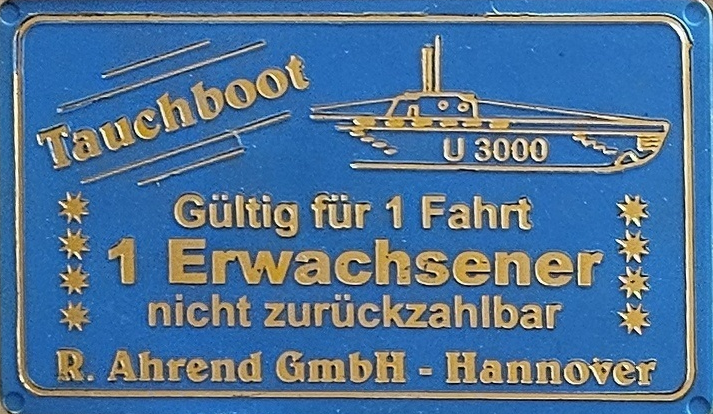 Tauchboot
U 3000
Gültig für 1 Fahrt
1 Erwachsener
nicht zurückzahlbar
R. Ahrend GmbH - Hannover